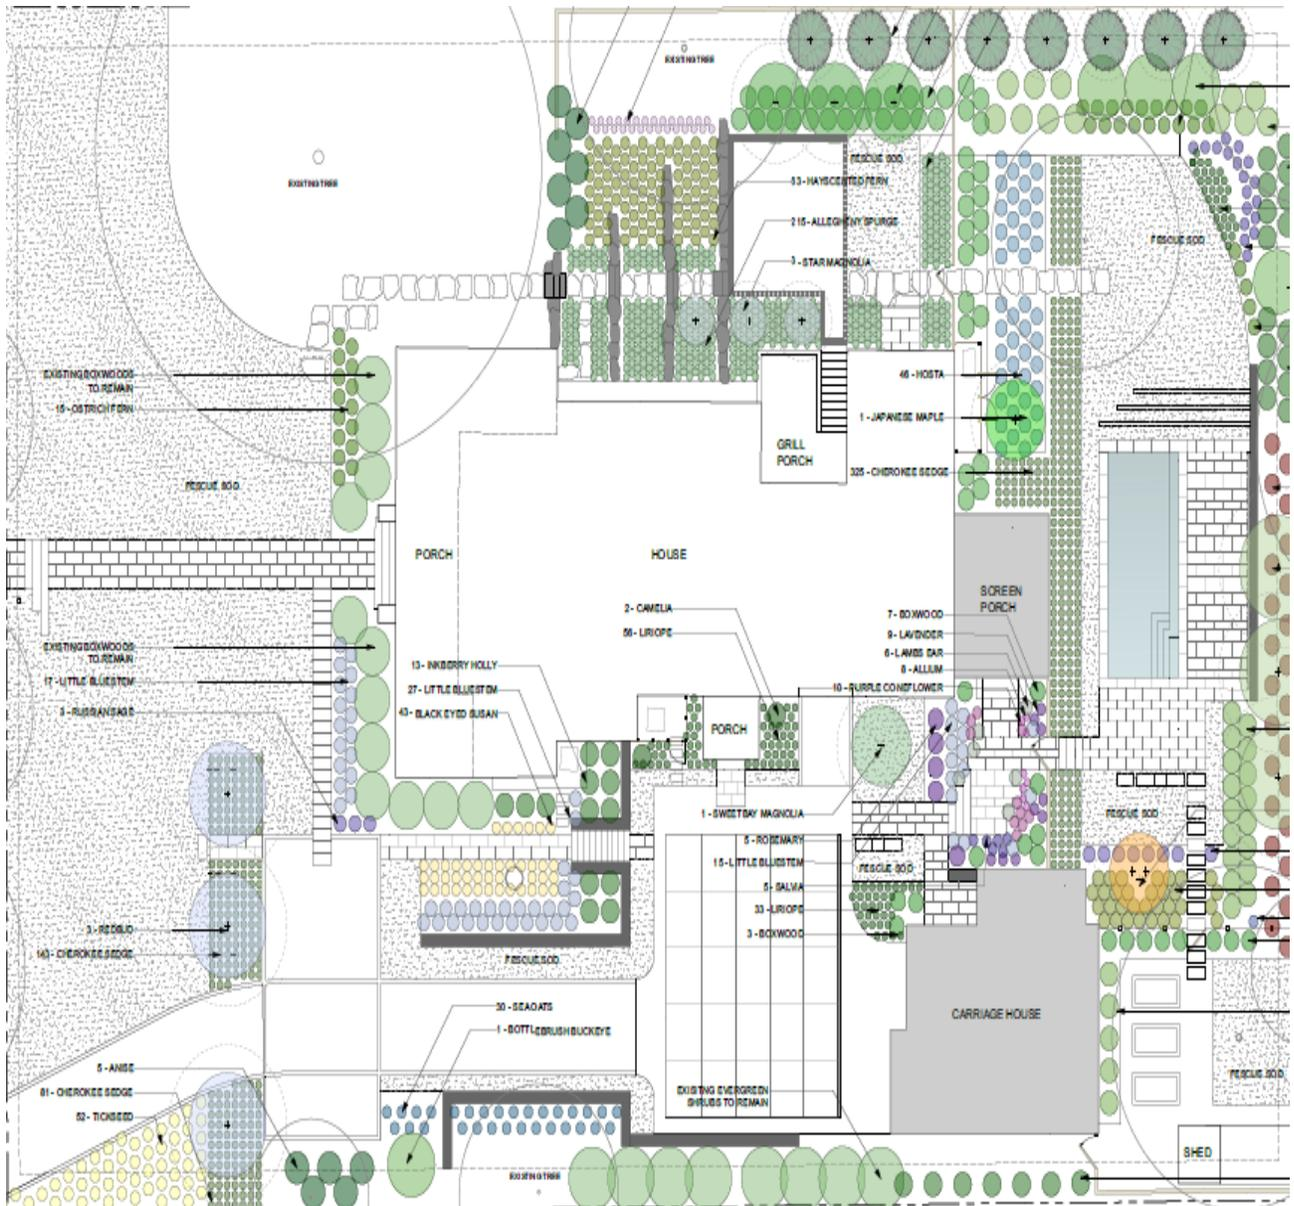 EXISTING TREE
EXISTING TREE
FESCUE SOD
53 - HAYSCENTED FERN
215 - ALLEGHENY SPURGE
3 - STAR MAGNOLIA
FESCUE SOD
EXISTING BOXWOODS
TO REMAIN
15 - OSTRICH FERN
46 - HOSTA
1 - JAPANESE MAPLE
GRILL
PORCH
325 - CHEROKEE SEDGE
FESCUE SOD
PORCH
HOUSE
SCREEN
PORCH
2 - CAMELIA
56 - LIRIOPE
7 - BOXWOOD
9 - LAVENDER
6 - LAMBS EAR
8 - ALLIUM
10 - PURPLE CONEFLOWER
EXISTING BOXWOODS
TO REMAIN
17 - LITTLE BLUESTEM
3 - RUSSIAN SAGE
13 - INKBERRY HOLLY
27 - LITTLE BLUESTEM
43 - BLACK EYED SUSAN
PORCH
1 - SWEETBAY MAGNOLIA
FESCUE SOD
5 - ROSEMARY
15 - LITTLE BLUESTEM
FESCUE SOD
5 - SALVIA
33 - LIRIOPE
3 - BOXWOOD
3 - REDBUD
143 - CHEROKEE SEDGE
FESCUE SOD
30 - SEAOATS
1 - BOTTLEBRUSH BUCKEYE
CARRIAGE HOUSE
5 - ANISE
81 - CHEROKEE SEDGE
52 - TICKSEED
EXISITNG EVERGREEN
SHRUBS TO REMAIN
FESCUE SOD
SHED
EXISTING TREE